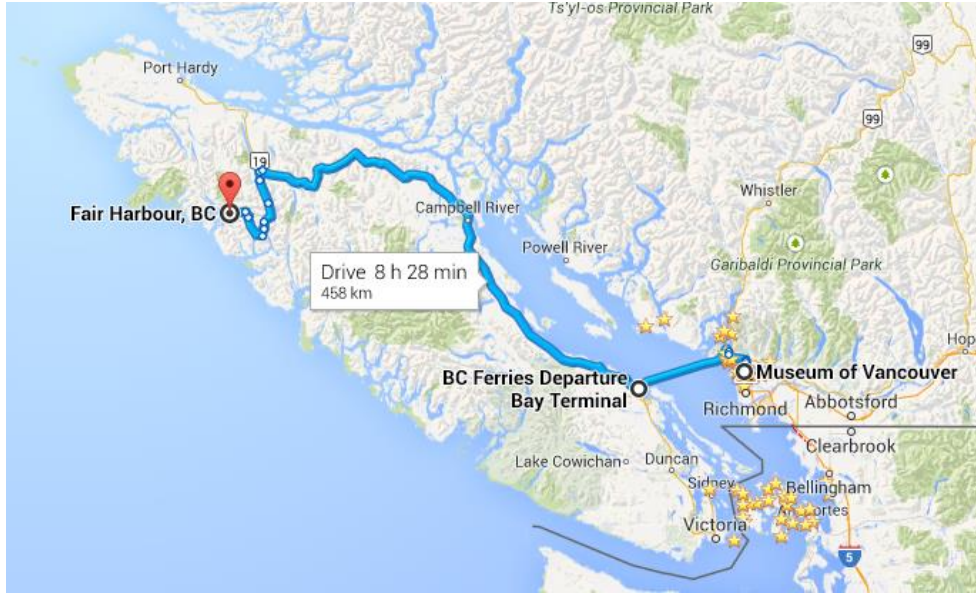 Ts'yl-os Provincial Park
99
Port Hardy
99
19
Whistler
Fair Harbour, BC
Campbell River
Powell River
Garibaldi Provincial Park
Drive 8 h 28 min
458 km
Hop
BC Ferries Departure
Bay Terminal
Museum of Vancouver
Richmond
Abbotsford
Clearbrook
Lake Cowichan
Duncan
Sidney
Bellingham
Victoria
5